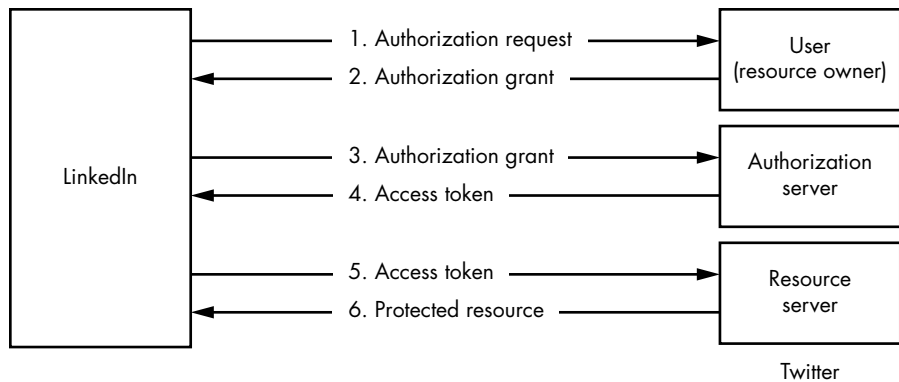 1. Authorization request
User
(resource owner)
2. Authorization grant
LinkedIn
3. Authorization grant
Authorization
server
4. Access token
5. Access token
Resource
server
6. Protected resource
Twitter